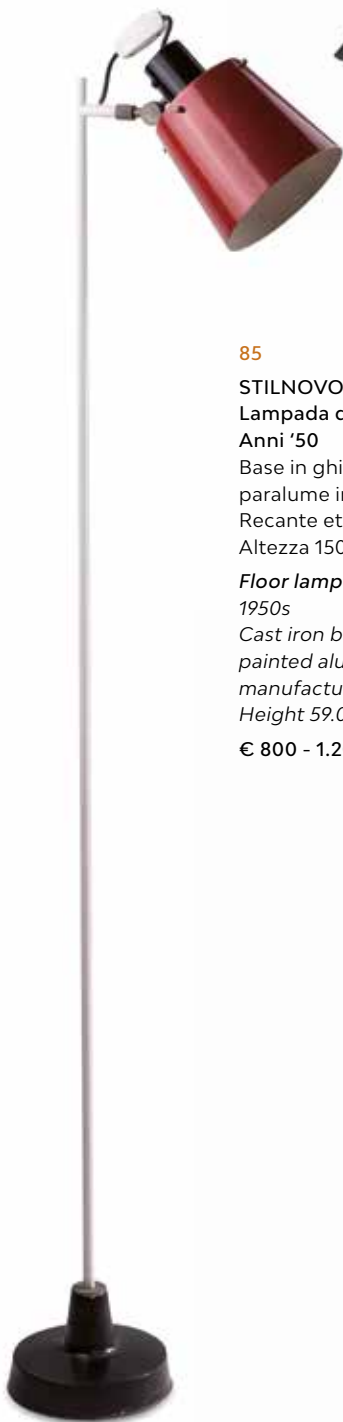 85
STILNOVO
Lampada d
Anni '50
Base in ghi
paralume in
Recante et
Altezza 150
Floor lamp
1950s
Cast iron b
painted alu
manufactu
Height 59.0
€ 800 - 1.2